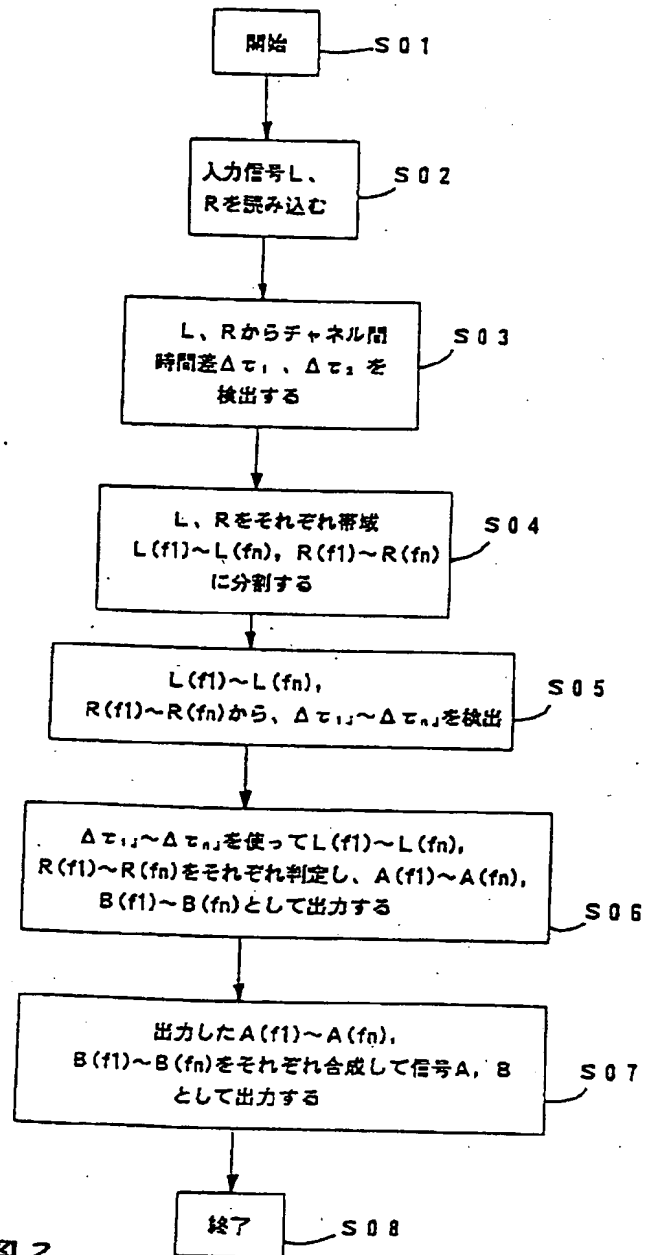 開始
S01
入力信号L、
Rを読み込む
S02
L、Rからチャネル間
時間差Δτ₁、Δτ₂を
検出する
S03
L、Rをそれぞれ帯域
L(f1)~L(fn), R(f1)~R(fn)
に分割する
S04
L(f1)~L(fn),
R(f1)~R(fn)から、Δτ₁ⱼ~Δτₙⱼを検出
S05
Δτ₁ⱼ~Δτₙⱼを使ってL(f1)~L(fn),
R(f1)~R(fn)をそれぞれ判定し、A(f1)~A(fn),
B(f1)~B(fn)として出力する
S06
出力したA(f1)~A(fn),
B(f1)~B(fn)をそれぞれ合成して信号A, B
として出力する
S07
終了
S08
図2